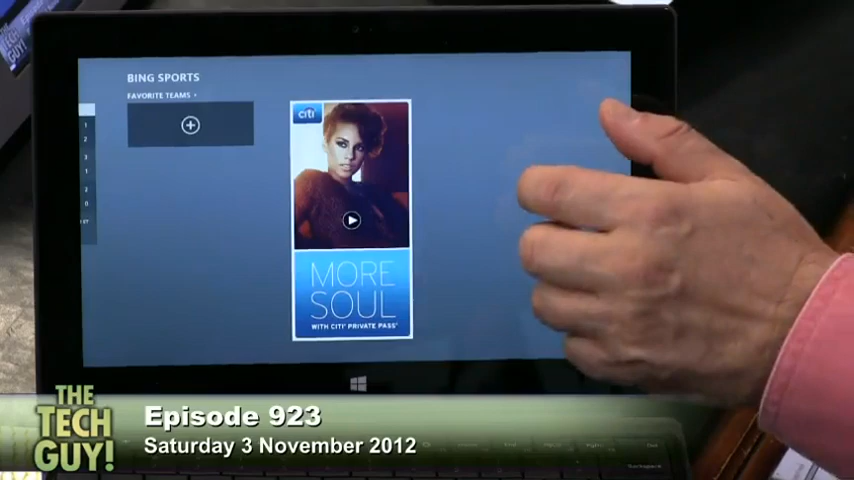 BING SPORTS
FAVORITE TEAMS ›
citi
MORE
SOUL
WITH CITI® PRIVATE PASS®
THE
TECH
GUY!
Episode 923
Saturday 3 November 2012